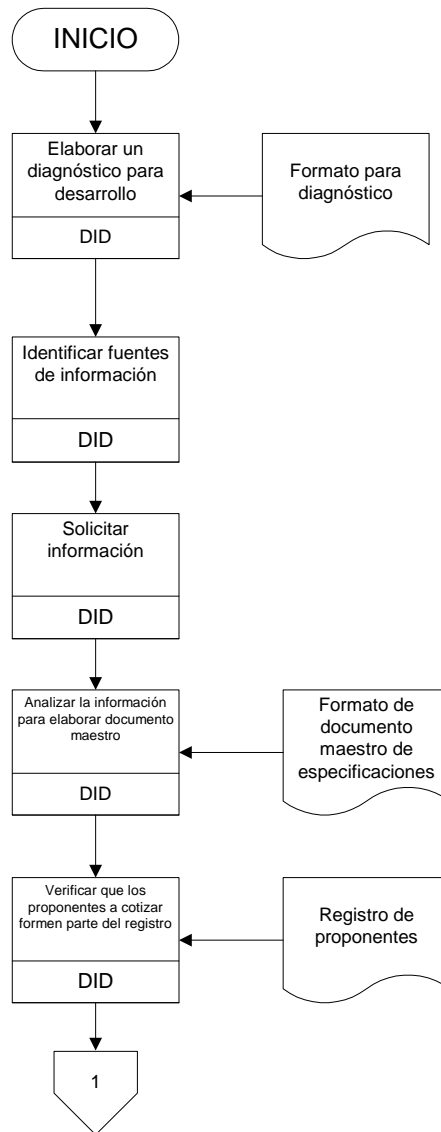 INICIO
Elaborar un
diagnóstico para
desarrollo
DID
Formato para
diagnóstico
Identificar fuentes
de información
DID
Solicitar
información
DID
Analizar la información
para elaborar documento
maestro
DID
Formato de
documento
maestro de
especificaciones
Verificar que los
proponentes a cotizar
formen parte del registro
DID
Registro de
proponentes
1